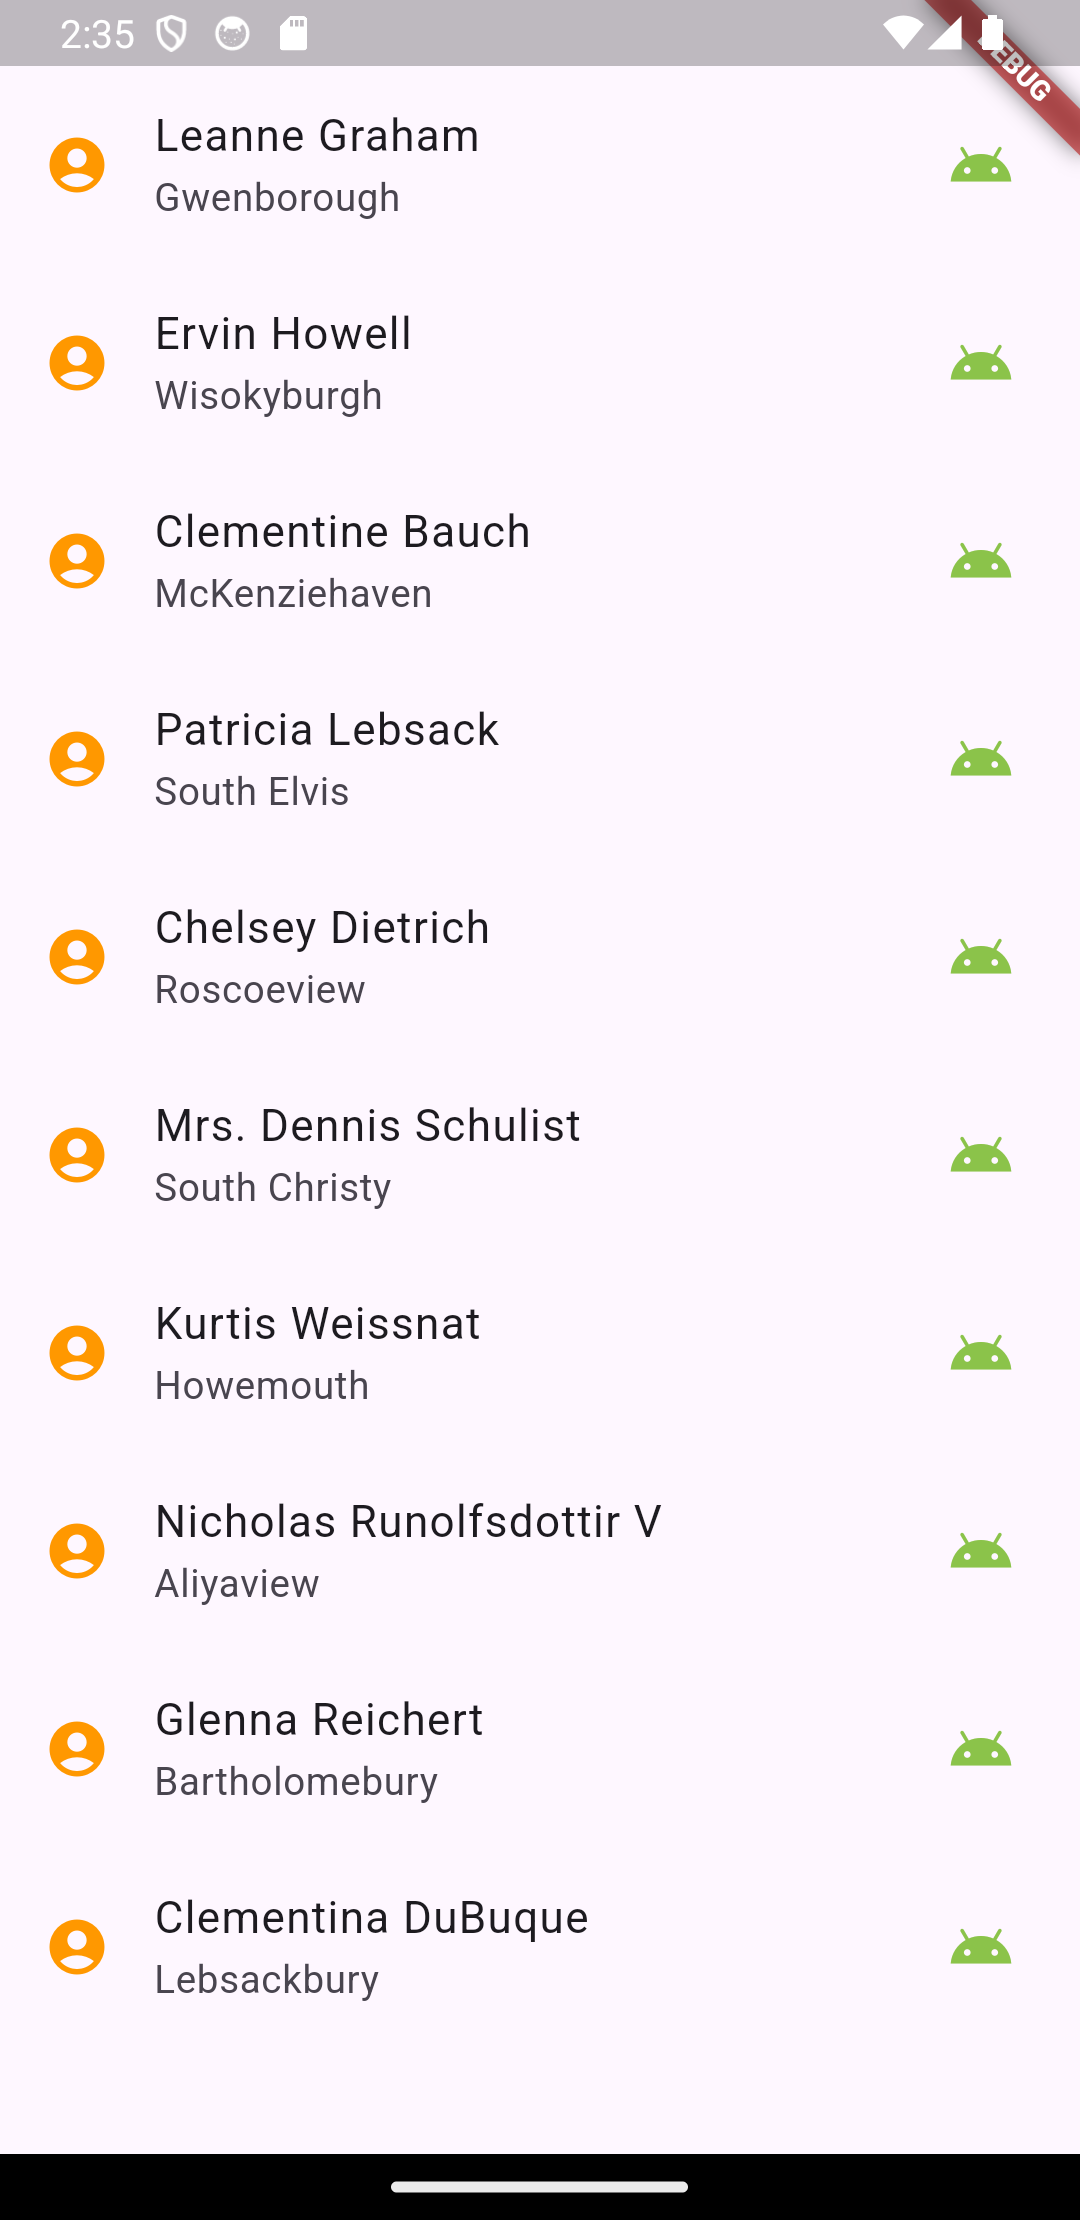 2:35
DEBUG
Leanne Graham
Gwenborough
Ervin Howell
Wisokyburgh
Clementine Bauch
McKenziehaven
Patricia Lebsack
South Elvis
Chelsey Dietrich
Roscoeview
Mrs. Dennis Schulist
South Christy
Kurtis Weissnat
Howemouth
Nicholas Runolfsdottir V
Aliyaview
Glenna Reichert
Bartholomebury
Clementina DuBuque
Lebsackbury